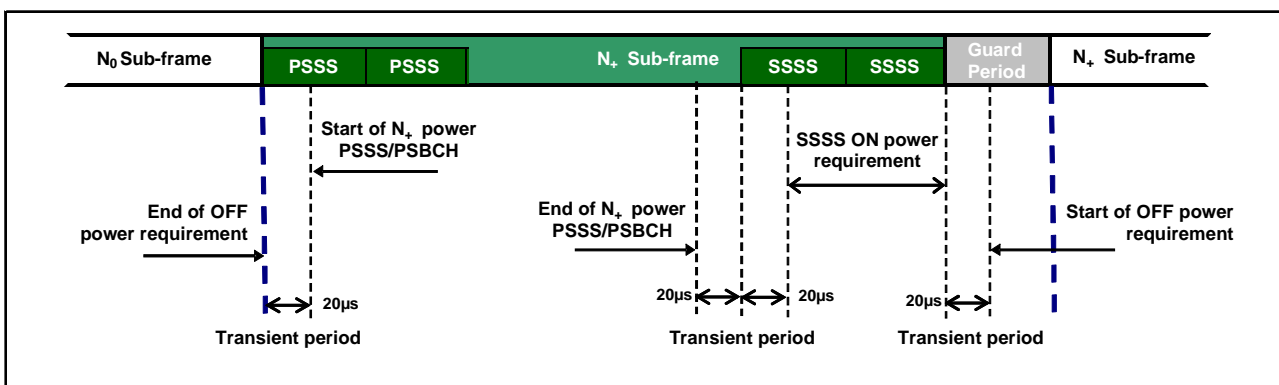 N0 Sub-frame
PSSS
PSSS
N+ Sub-frame
SSSS
SSSS
Guard
Period
N+ Sub-frame
Start of N+ power
PSSS/PSBCH
SSSS ON power
requirement
End of OFF
power requirement
End of N+ power
PSSS/PSBCH
Start of OFF power
requirement
20µs
20µs
20µs
20µs
Transient period
Transient period
Transient period